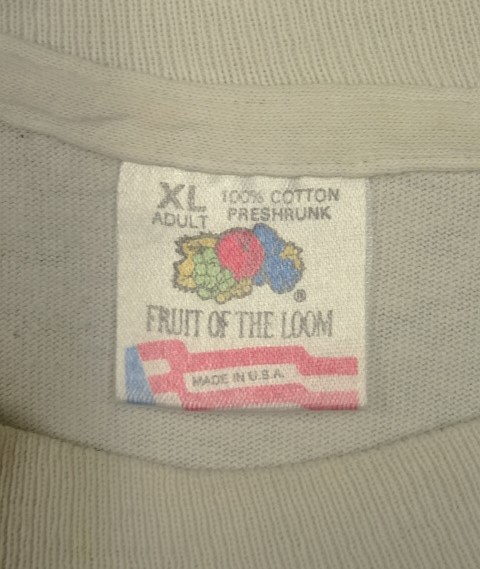 XL 100% COTTON
ADULT PRESHRUNK
®
FRUIT OF THE LOOM
MADE IN U.S.A.